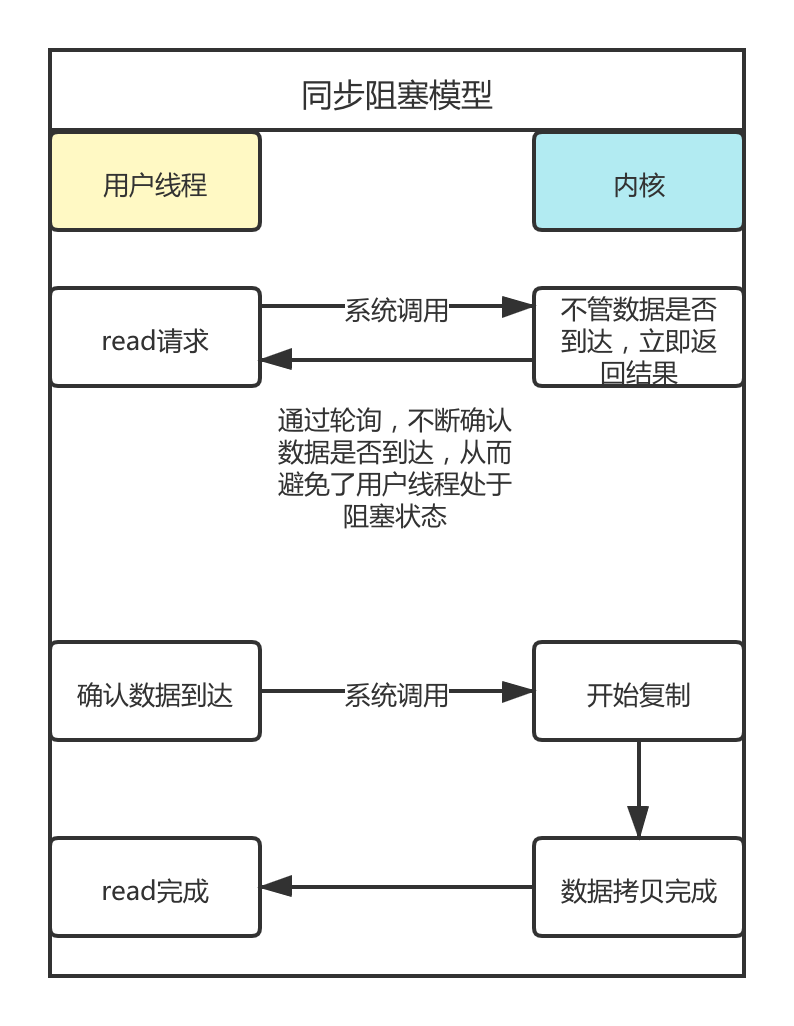 同步阻塞模型
用户线程
内核
read请求
系统调用
不管数据是否
到达，立即返
回结果
通过轮询，不断确认
数据是否到达，从而
避免了用户线程处于
阻塞状态
确认数据到达
系统调用
开始复制
read完成
数据拷贝完成